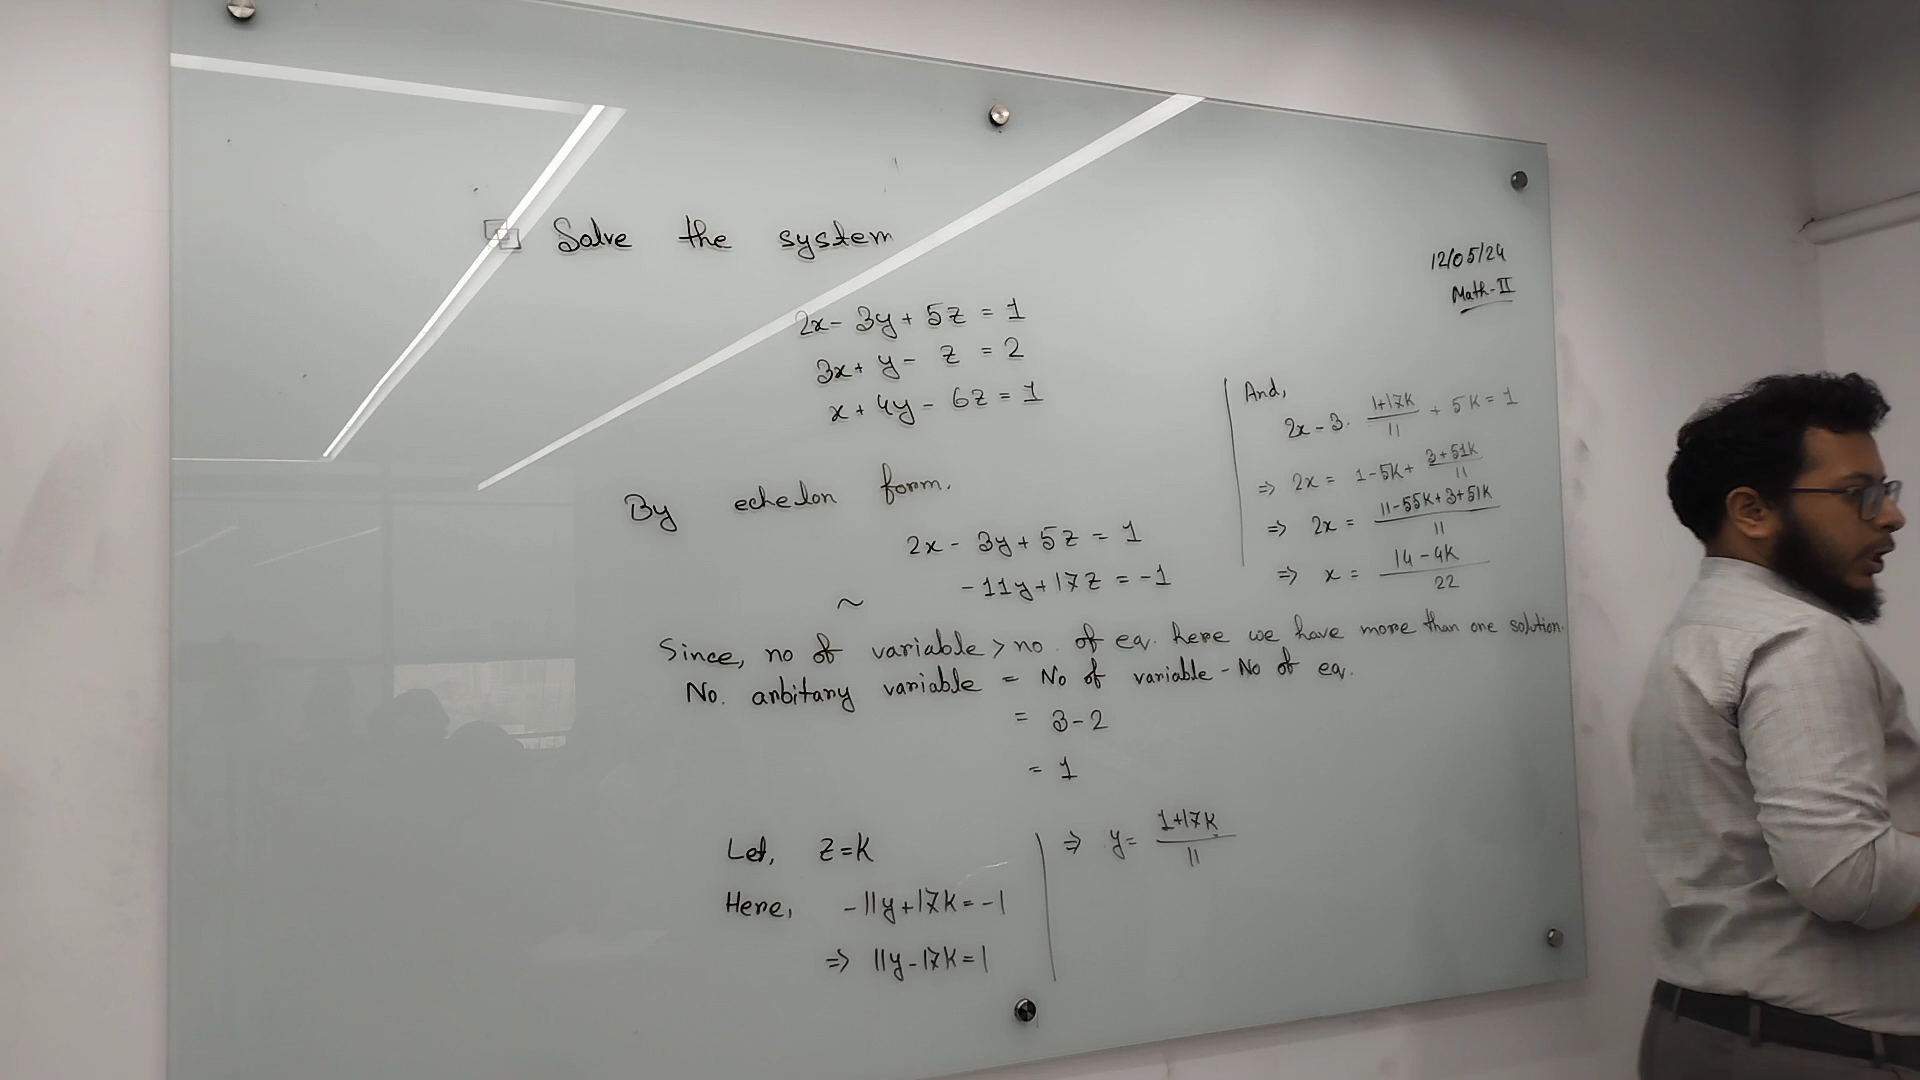 Solve the system
12/05/24
Math-II
2x - 3y + 5z = 1
3x + y - z = 2
x + 4y - 6z = 1
By echelon form.
2x - 3y + 5z = 1
~ -11y + 17z = -1
Since, no of variable > no. of eq. here we have more than one solution.
No. arbitary variable = No of variable - No of eq.
= 3-2
= 1
Let, z=K
Here, -11y+17K=-1
⇒ 11y-17K=1
⇒ y= (1+17K)/11
And,
2x-3. (1+17K)/11 + 5K=1
⇒ 2x = 1-5K+ (3+51K)/11
⇒ 2x = (11-55K+3+51K)/11
⇒ x = (14-4K)/22